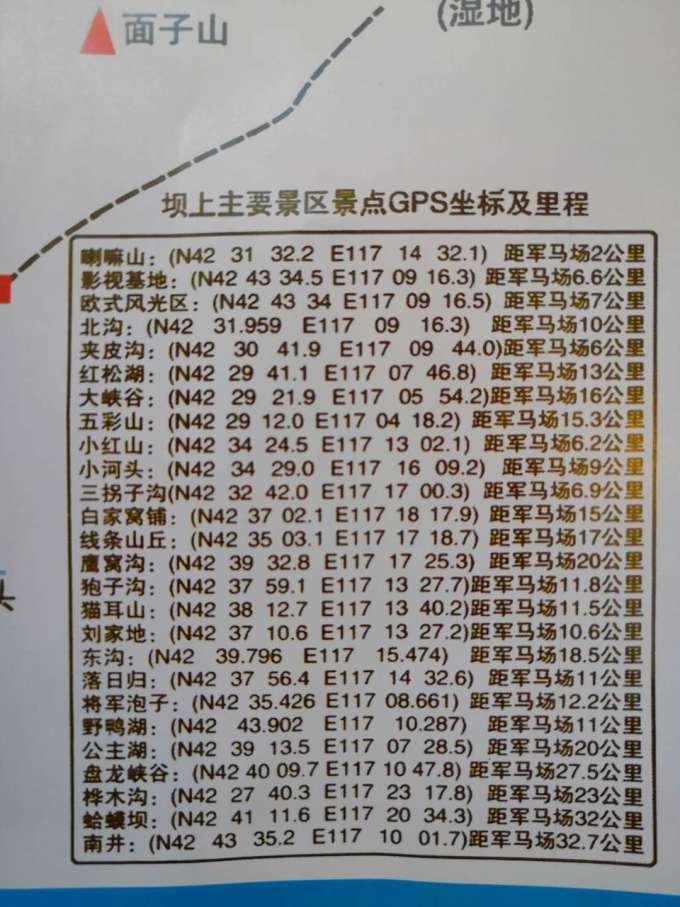 (湿地)
面子山
坝上主要景区景点GPS坐标及里程
喇嘛山：(N42 31 32.2 E117 14 32.1) 距军马场2公里
影视基地：(N42 43 34.5 E117 09 16.3) 距军马场6.6公里
欧式风光区：(N42 43 34 E117 09 16.5) 距军马场7公里
北沟：(N42 31.959 E117 09 16.3) 距军马场10公里
夹皮沟：(N42 30 41.9 E117 09 44.0)距军马场6公里
红松湖：(N42 29 41.1 E117 07 46.8) 距军马场13公里
大峡谷：(N42 29 21.9 E117 05 54.2)距军马场16公里
五彩山：(N42 29 12.0 E117 04 18.2) 距军马场15.3公里
小红山：(N42 34 24.5 E117 13 02.1) 距军马场6.2公里
小河头：(N42 34 29.0 E117 16 09.2) 距军马场9公里
三拐子沟(N42 32 42.0 E117 17 00.3) 距军马场6.9公里
白家窝铺：(N42 37 02.1 E117 18 17.9)距军马场15公里
线条山丘：(N42 35 03.1 E117 17 18.7) 距军马场17公里
鹰窝沟：(N42 39 32.8 E117 17 25.3) 距军马场20公里
狍子沟：(N42 37 59.1 E117 13 27.7)距军马场11.8公里
猫耳山：(N42 38 12.7 E117 13 40.2) 距军马场11.5公里
刘家地：(N42 37 10.6 E117 13 27.2)距军马场10.6公里
东沟：(N42 39.796 E117 15.474) 距军马场18.5公里
落日归：(N42 37 56.4 E117 14 32.6) 距军马场11公里
将军泡子：(N42 35.426 E117 08.661) 距军马场12.2公里
野鸭湖：(N42 43.902 E117 10.287) 距军马场11公里
公主湖：(N42 39 13.5 E117 07 28.5) 距军马场20公里
盘龙峡谷：(N42 40 09.7 E117 10 47.8) 距军马场27.5公里
桦木沟：(N42 27 40.3 E117 23 17.8) 距军马场23公里
蛤蟆坝：(N42 41 11.6 E117 20 34.3) 距军马场32公里
南井：(N42 43 35.2 E117 10 01.7)距军马场32.7公里